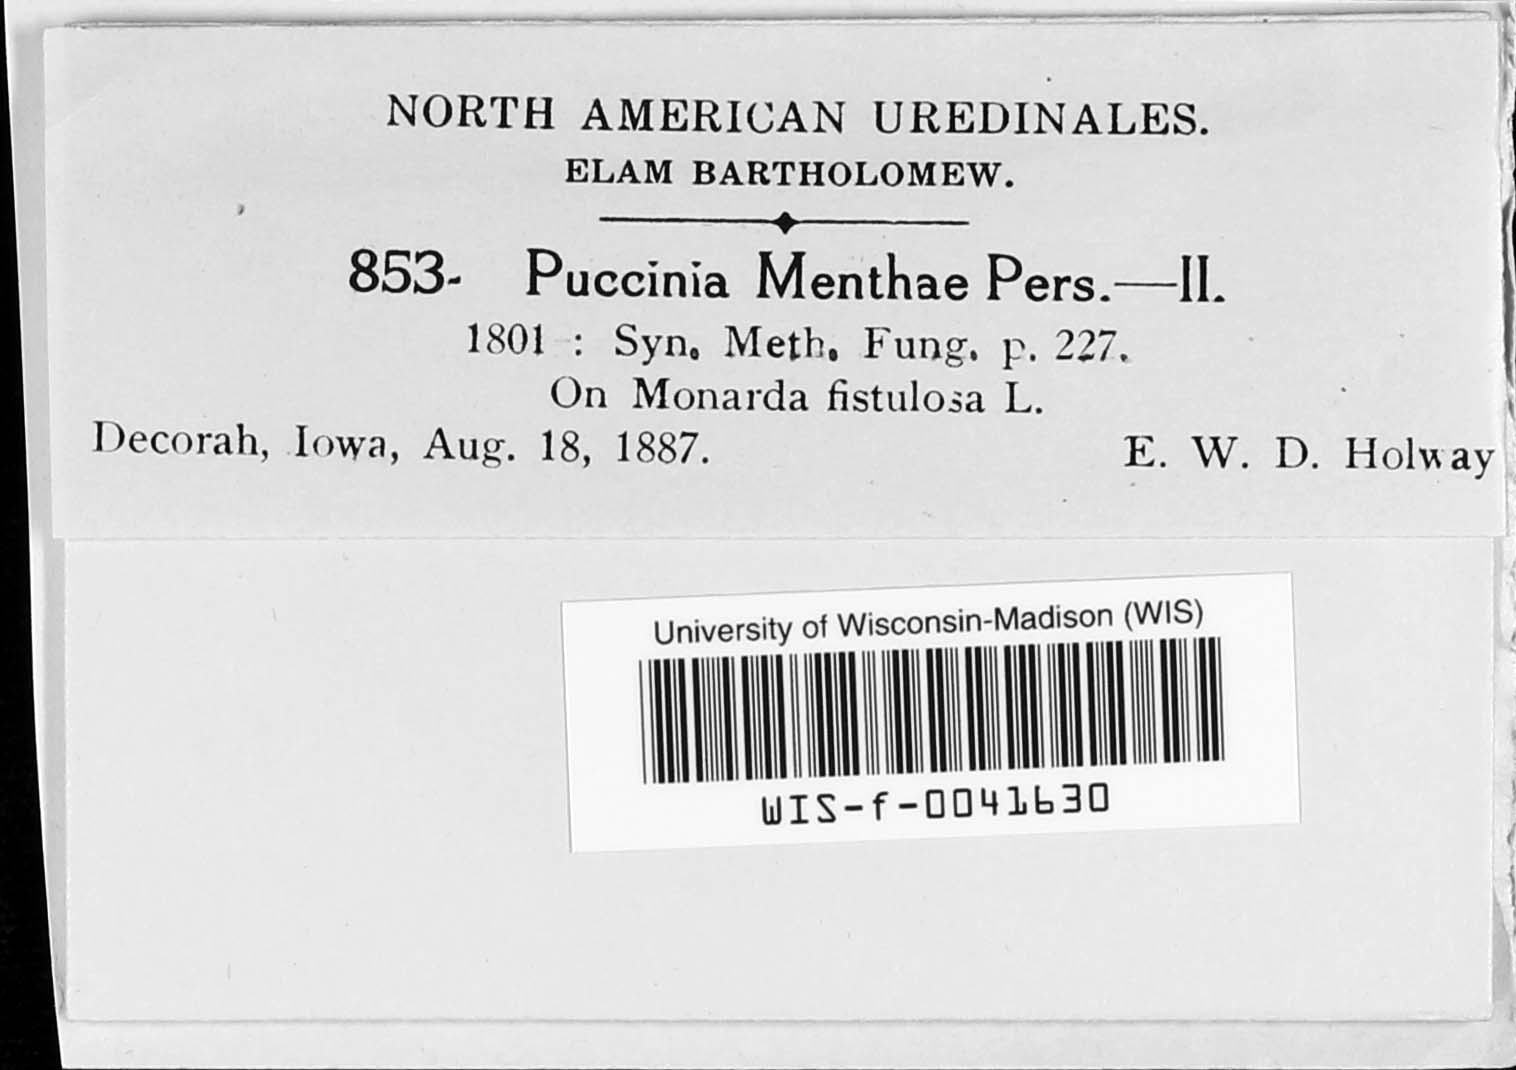 NORTH AMERICAN UREDINALES.
ELAM BARTHOLOMEW.
853- Puccinia Menthae Pers.—II.
1801 : Syn. Meth. Fung. p. 227.
On Monarda fistulosa L.
Decorah, Iowa, Aug. 18, 1887. E. W. D. Holway
University of Wisconsin-Madison (WIS)
WIS-f-0041630